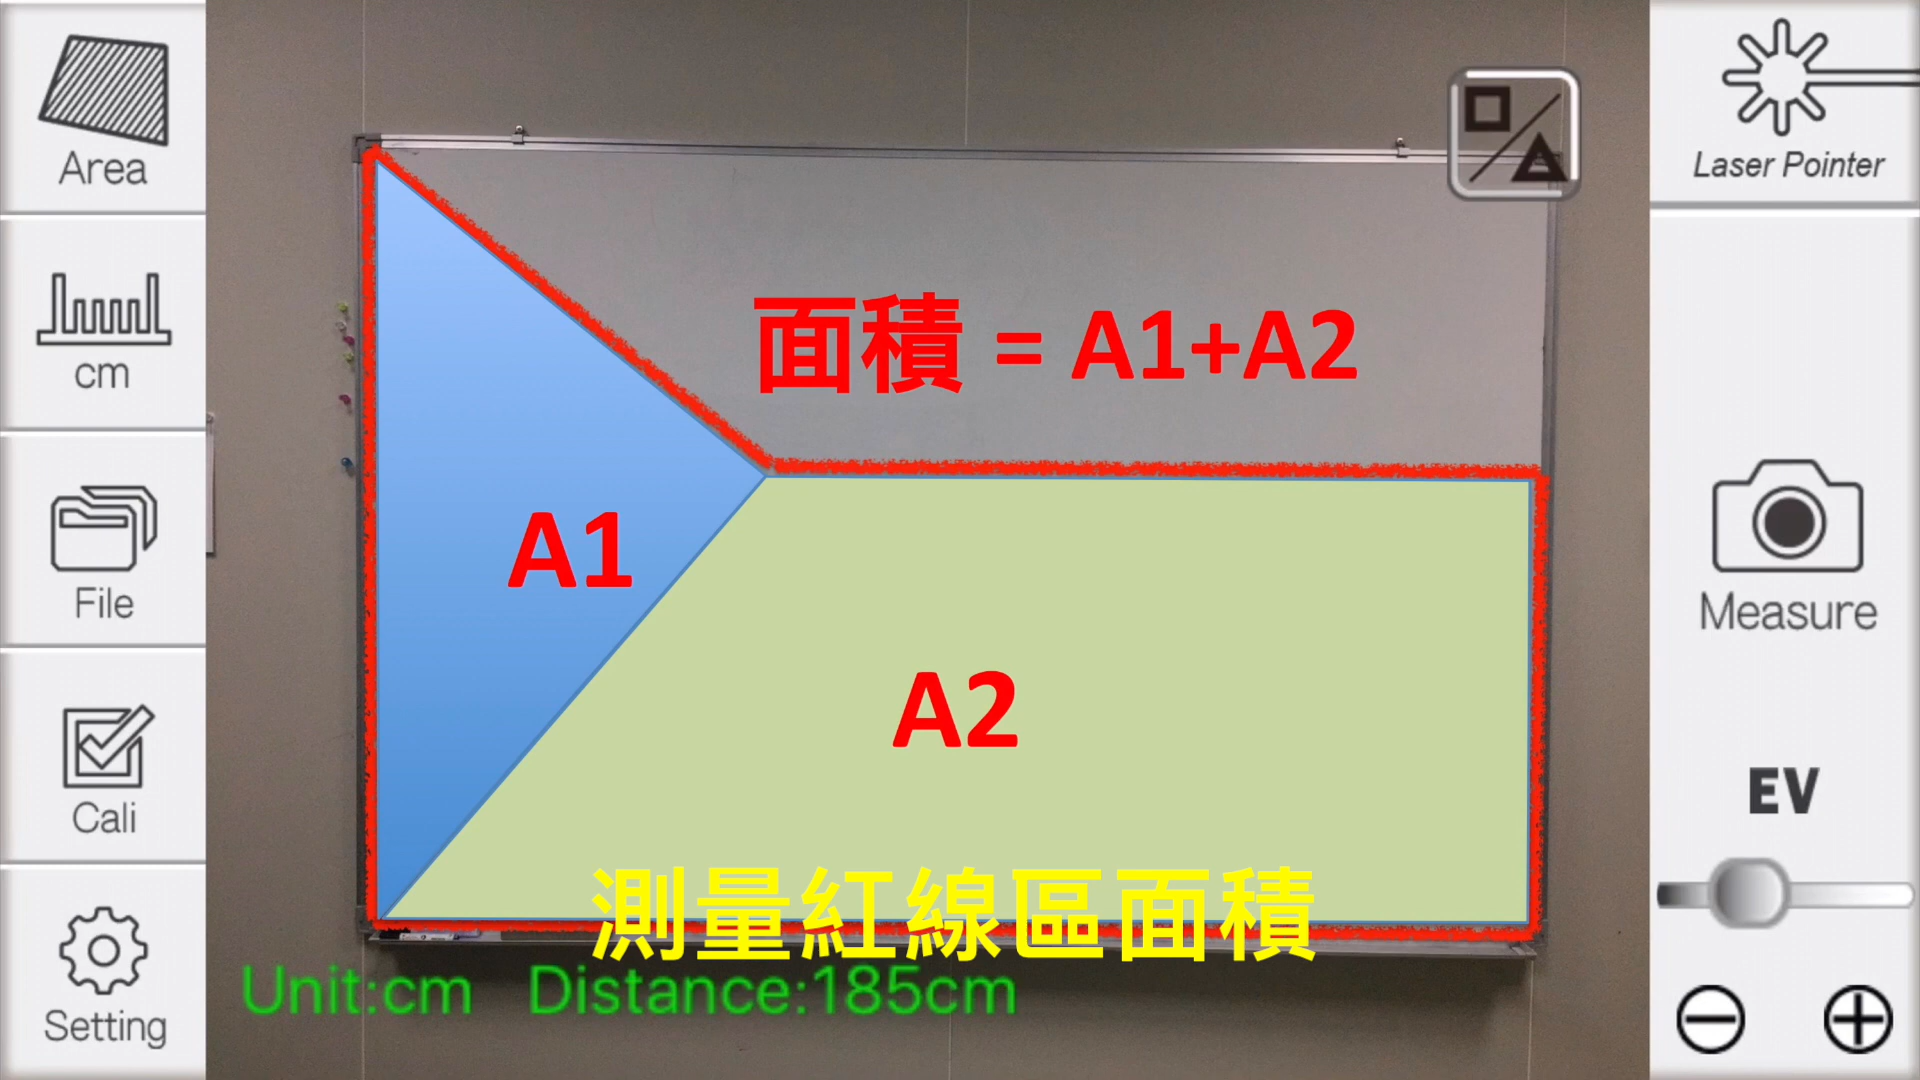 Area
cm
File
Cali
Setting
Laser Pointer
Measure
EV
面積 = A1+A2
A1
A2
測量紅線區面積
Unit:cm Distance:185cm